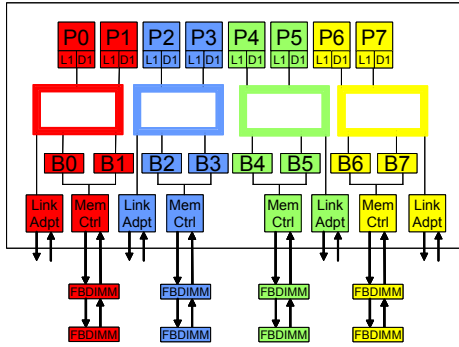 P0 P1 P2 P3 P4 P5 P6 P7
L1 D1 L1 D1 L1 D1 L1 D1 L1 D1 L1 D1 L1 D1 L1 D1
B0 B1 B2 B3 B4 B5 B6 B7
Link Mem Link Mem Mem Link Mem Link
Adpt Ctrl Adpt Ctrl Ctrl Adpt Ctrl Adpt
FBDIMM FBDIMM FBDIMM FBDIMM
FBDIMM FBDIMM FBDIMM FBDIMM